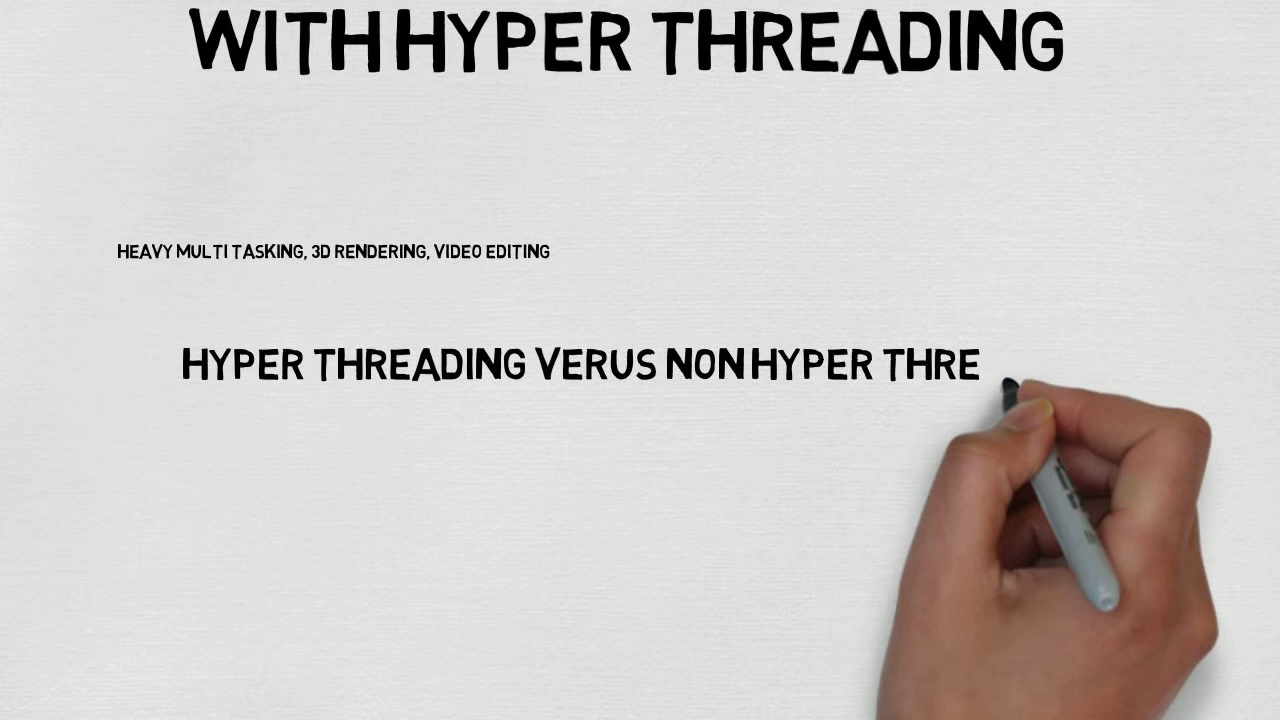 WITH HYPER THREADING
HEAVY MULTI TASKING, 3D RENDERING, VIDEO EDITING
HYPER THREADING VERUS NON HYPER THRE